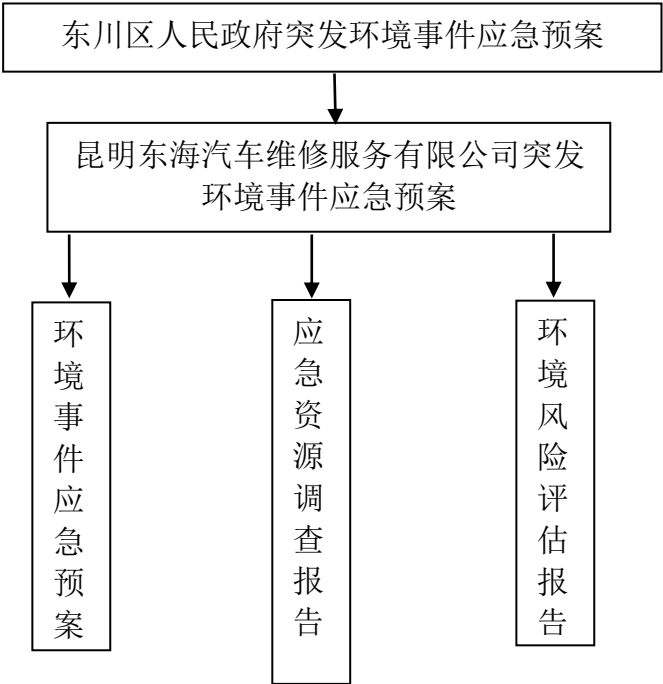 东川区人民政府突发环境事件应急预案
昆明东海汽车维修服务有限公司突发
环境事件应急预案
环境事件应急预案
应急资源调查报告
环境风险评估报告